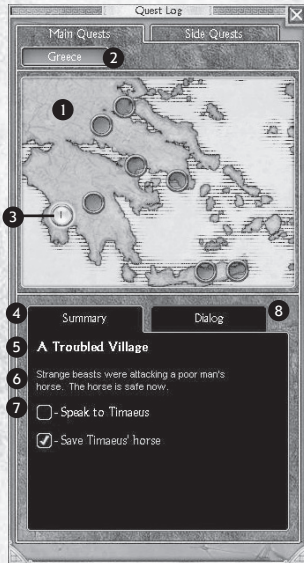 Quest Log
Main Quests
Side Quests
Greece
2
1
3
4
Summary
Dialog
8
5
A Troubled Village
6
Strange beasts were attacking a poor man's
horse. The horse is safe now.
7
- Speak to Timaeus
- Save Timaeus' horse